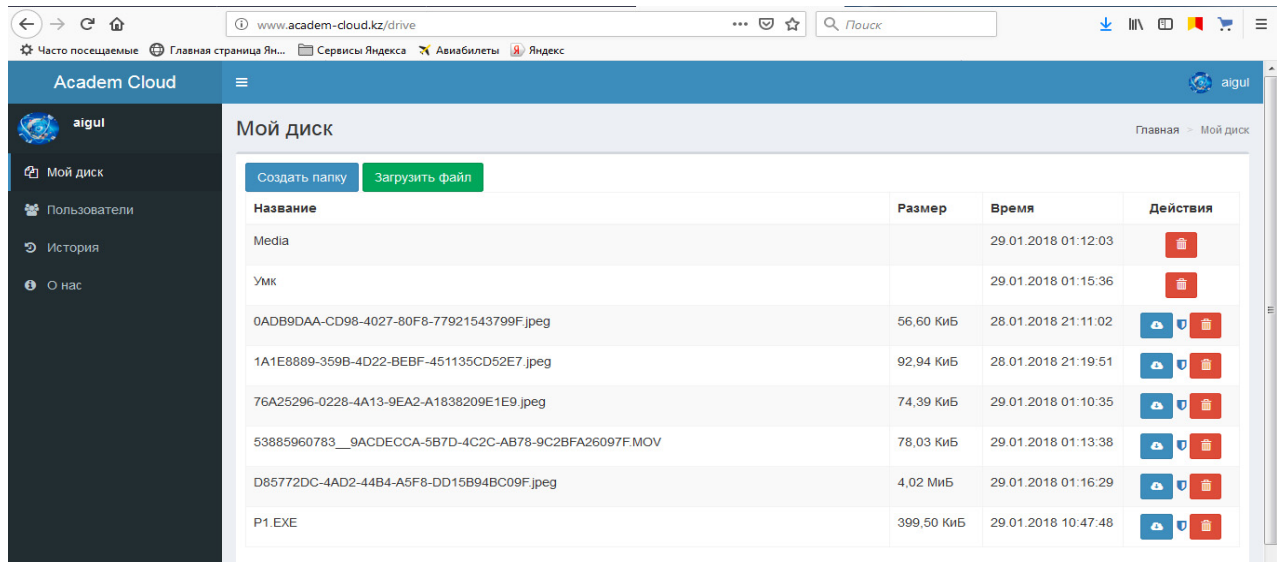 www.academ-cloud.kz/drive
Поиск
Часто посещаемые Главная страница Ян... Сервисы Яндекса Авиабилеты Я Яндекс
Academ Cloud
aigul
aigul
Мой диск
Главная > Мой диск
Мой диск
Пользователи
История
О нас
Создать папку Загрузить файл
Название Размер Время Действия
Media 29.01.2018 01:12:03
Умк 29.01.2018 01:15:36
0ADB9DAA-CD98-4027-80F8-77921543799F.jpeg 56,60 КиБ 28.01.2018 21:11:02
1A1E8889-359B-4D22-BEBF-451135CD52E7.jpeg 92,94 КиБ 28.01.2018 21:19:51
76A25296-0228-4A13-9EA2-A1838209E1E9.jpeg 74,39 КиБ 29.01.2018 01:10:35
53885960783__9ACDECCA-5B7D-4C2C-AB78-9C2BFA26097F.MOV 78,03 КиБ 29.01.2018 01:13:38
D85772DC-4AD2-44B4-A5F8-DD15B94BC09F.jpeg 4,02 МиБ 29.01.2018 01:16:29
P1.EXE 399,50 КиБ 29.01.2018 10:47:48